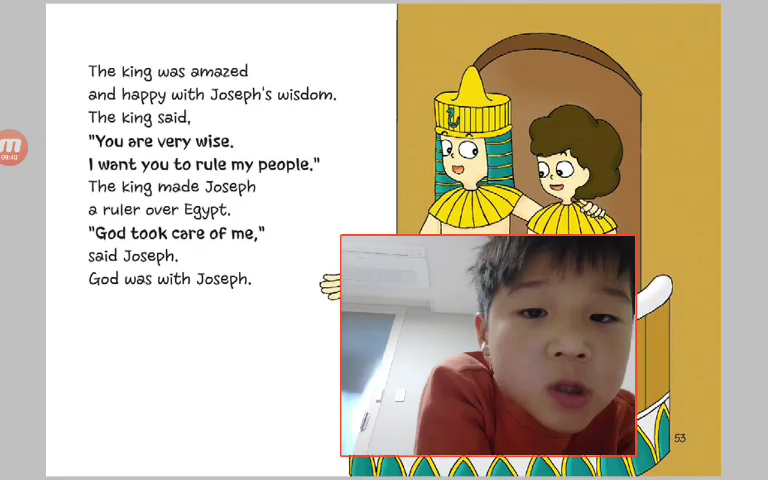 The king was amazed
and happy with Joseph's wisdom.
The king said,
"You are very wise.
I want you to rule my people."
The king made Joseph
a ruler over Egypt.
"God took care of me,"
said Joseph.
God was with Joseph.
m
09:40
53